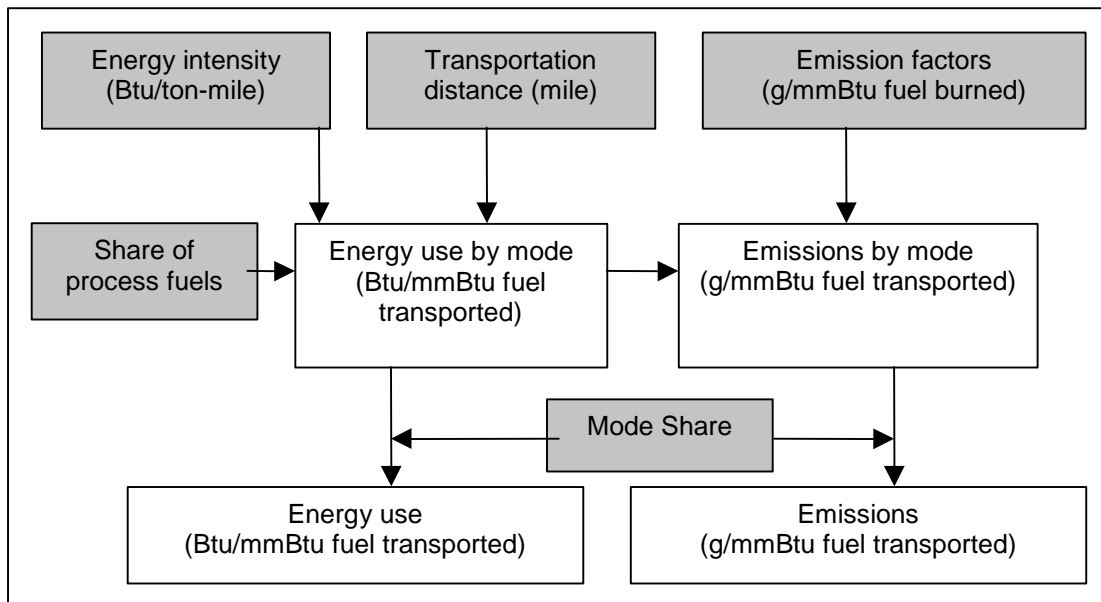 Energy intensity
(Btu/ton-mile)
Transportation
distance (mile)
Emission factors
(g/mmBtu fuel burned)
Share of
process fuels
Energy use by mode
(Btu/mmBtu fuel
transported)
Emissions by mode
(g/mmBtu fuel transported)
Mode Share
Energy use
(Btu/mmBtu fuel transported)
Emissions
(g/mmBtu fuel transported)